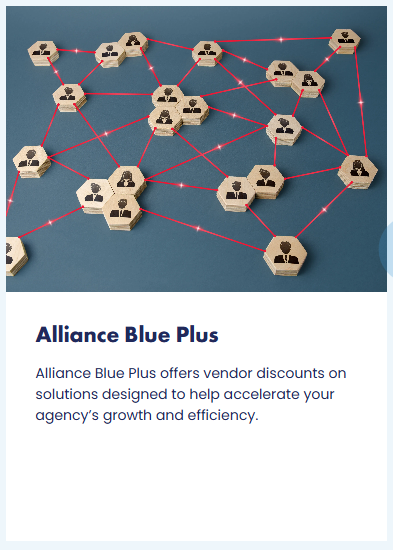 Alliance Blue Plus
Alliance Blue Plus offers vendor discounts on
solutions designed to help accelerate your
agency’s growth and efficiency.